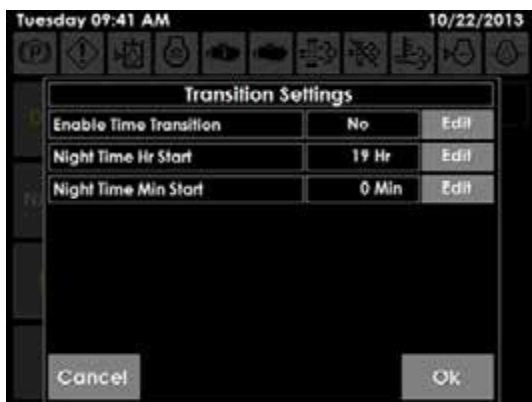 Tuesday 09:41 AM 10/22/2013
(P)
Transition Settings
Enable Time Transition No Edit
Night Time Hr Start 19 Hr Edit
Night Time Min Start 0 Min Edit
Cancel Ok